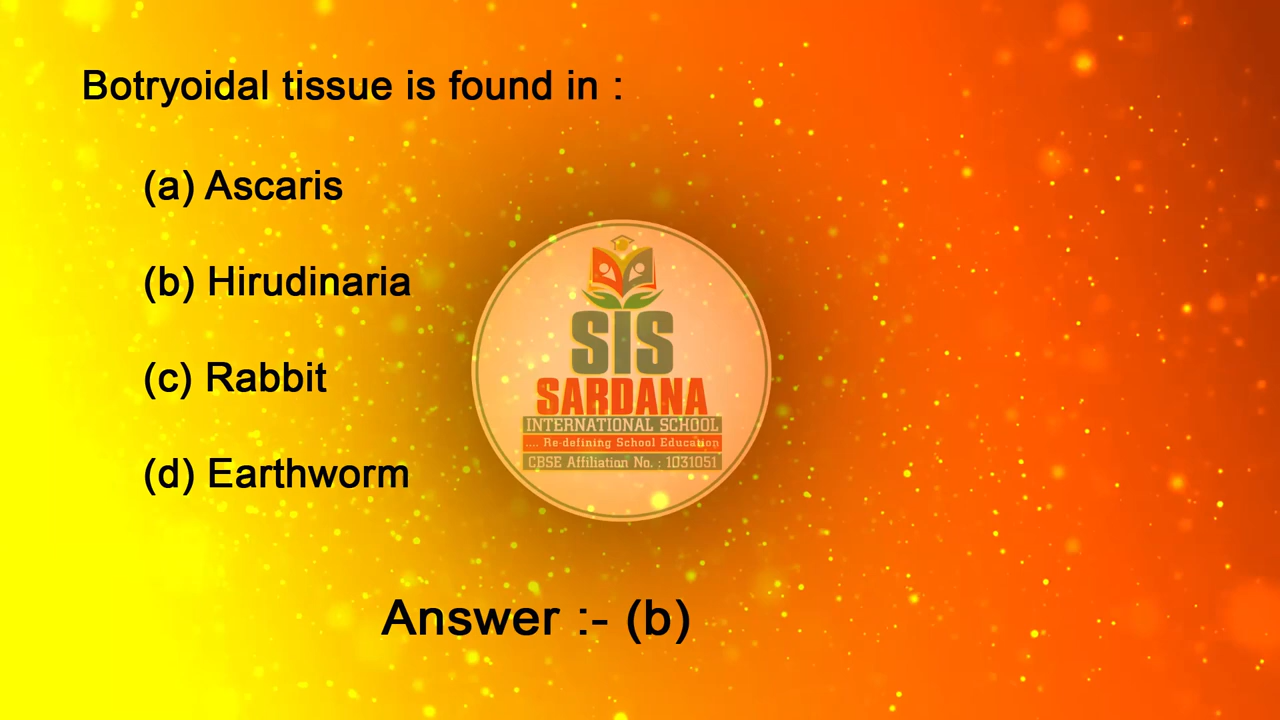 Botryoidal tissue is found in :
(a) Ascaris
(b) Hirudinaria
(c) Rabbit
(d) Earthworm
SIS
SARDANA
INTERNATIONAL SCHOOL
.... Re-defining School Education
CBSE Affiliation No. : 1031051
Answer :- (b)